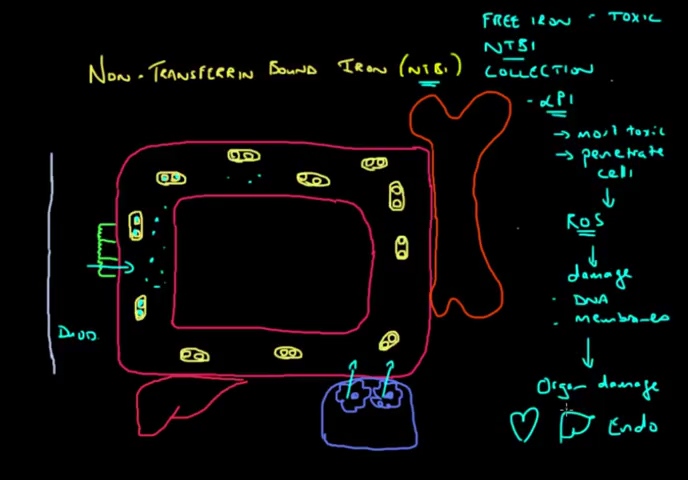 NON-TRANSFERRIN BOUND IRON (NTBI)
FREE IRON - TOXIC
NTBI
COLLECTION
- LPI
→ most toxic
→ penetrate
cell
ROS
damage
DNA
membranes
Organ damage
Endo
DUOD